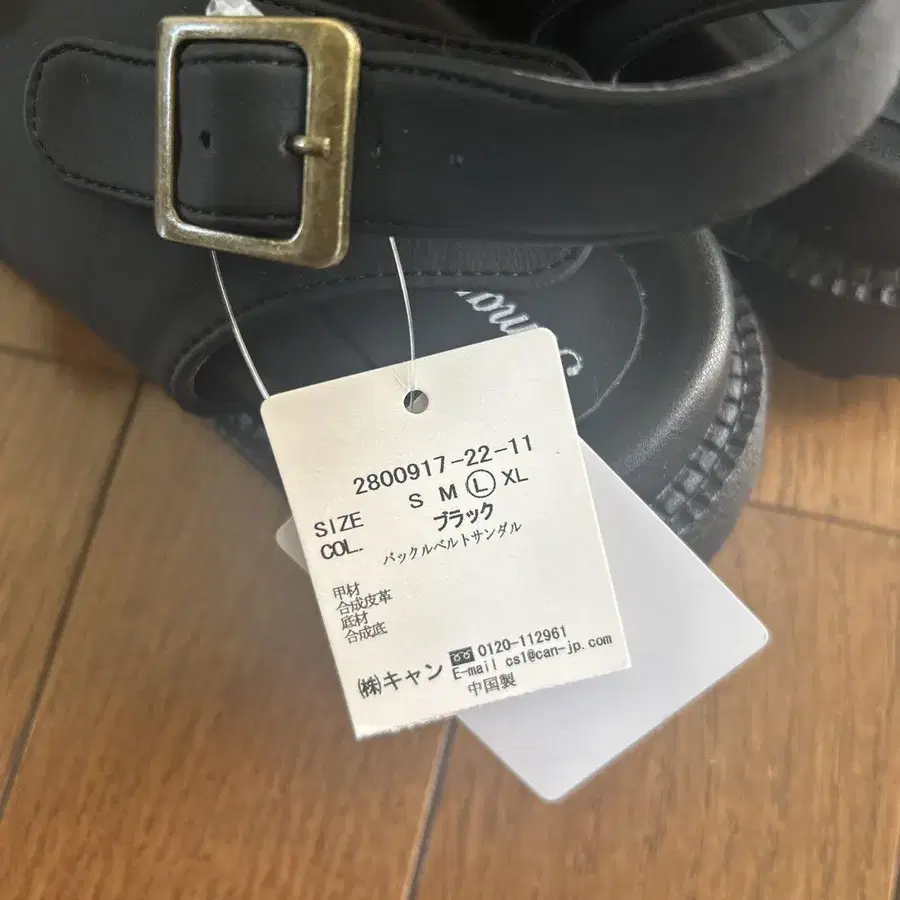 2800917-22-11
SIZE S M L XL
COL. ブラック
バックルベルトサンダル
甲材
合成皮革
底材
合成底
㈱キャン ➿ 0120-112961
E-mail cs1@can-jp.com
中国製